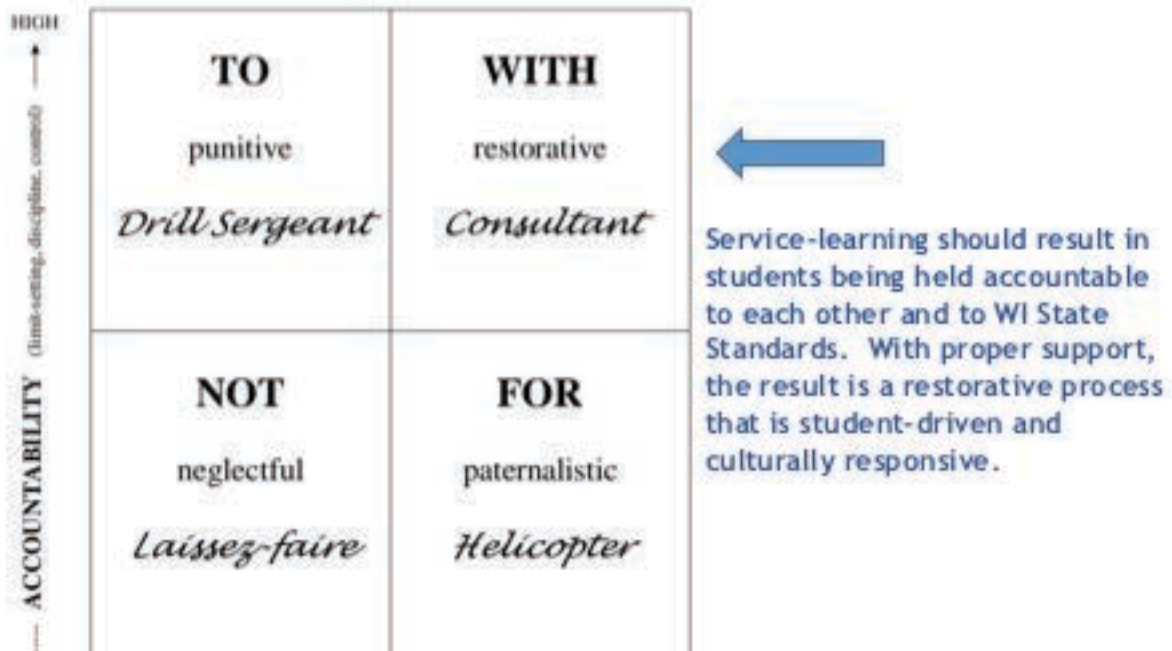 HIGH
ACCOUNTABILITY (limit-setting, discipline, control)
TO
punitive
Drill Sergeant
WITH
restorative
Consultant
NOT
neglectful
Laissez-faire
FOR
paternalistic
Helicopter
Service-learning should result in
students being held accountable
to each other and to WI State
Standards. With proper support,
the result is a restorative process
that is student-driven and
culturally responsive.